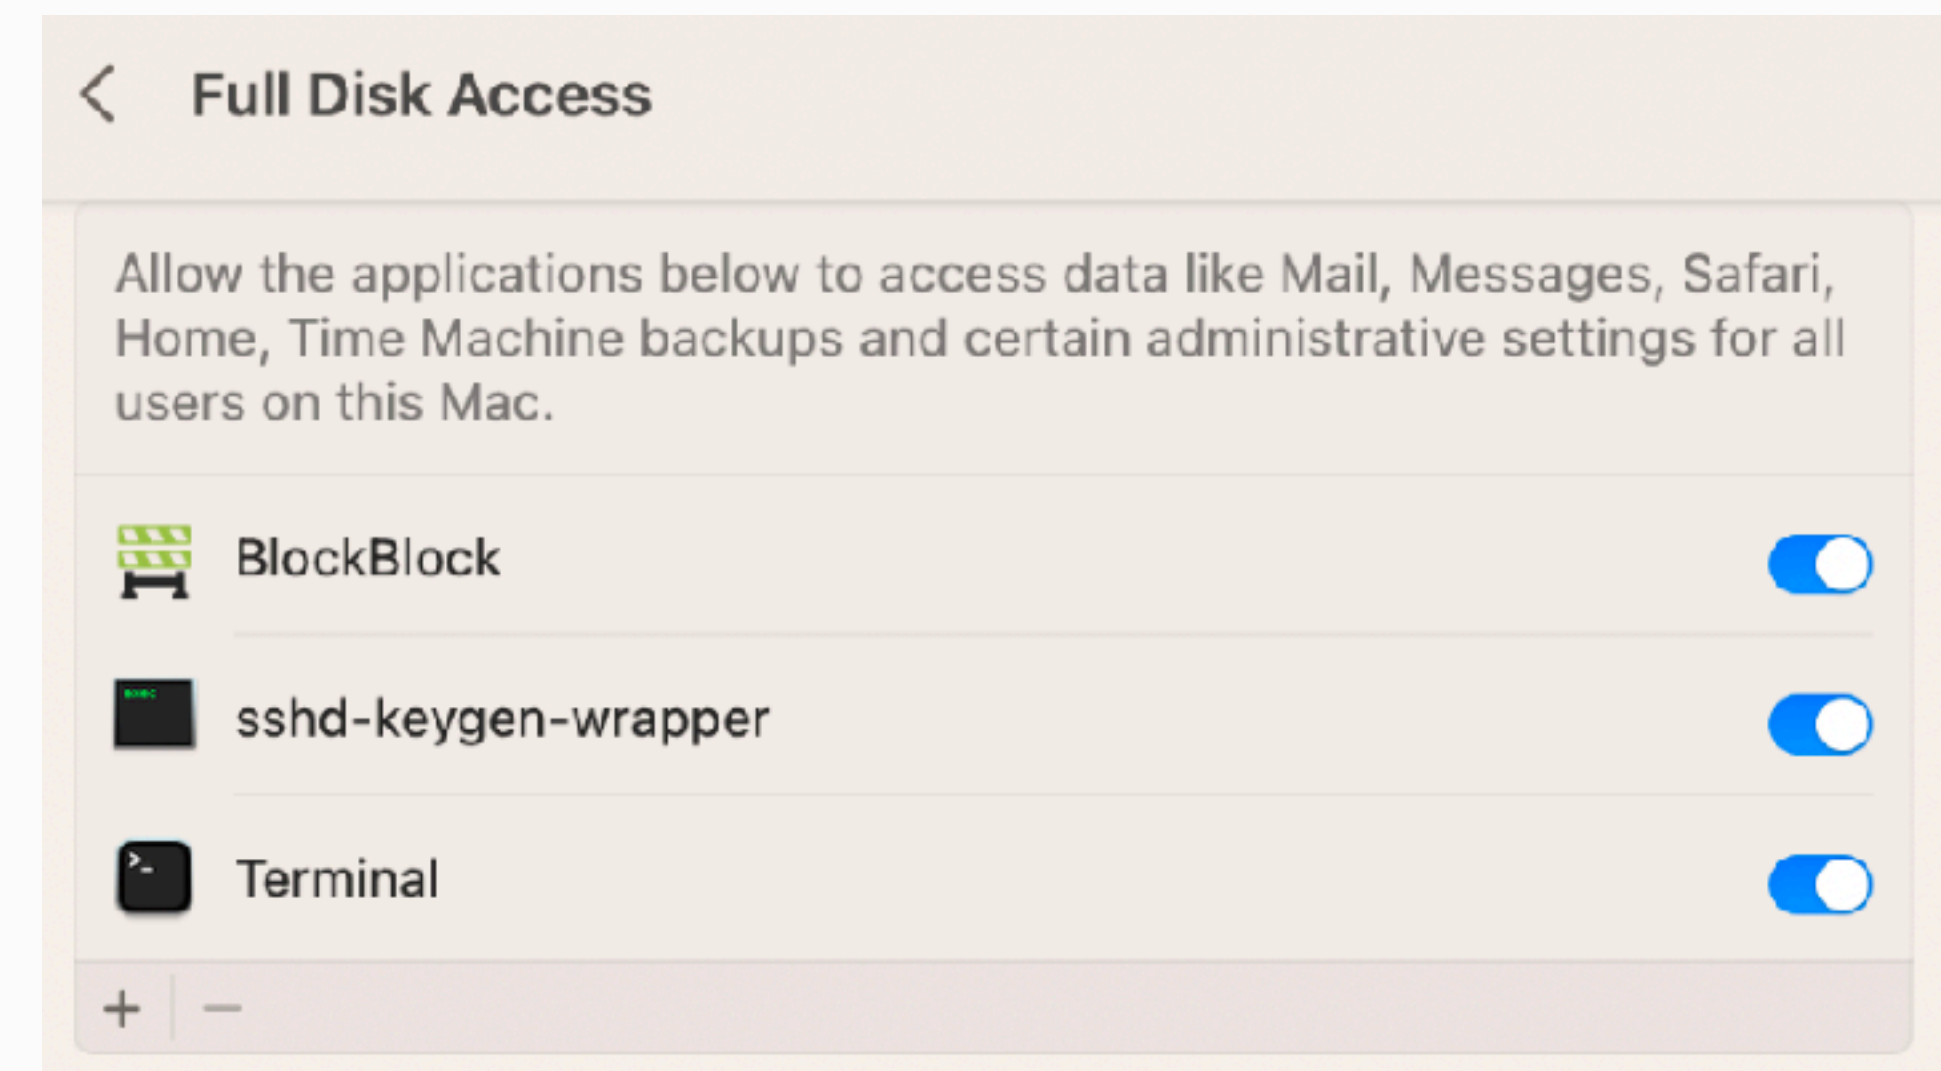 Full Disk Access
Allow the applications below to access data like Mail, Messages, Safari,
Home, Time Machine backups and certain administrative settings for all
users on this Mac.
BlockBlock
exec
sshd-keygen-wrapper
>_
Terminal
+ −